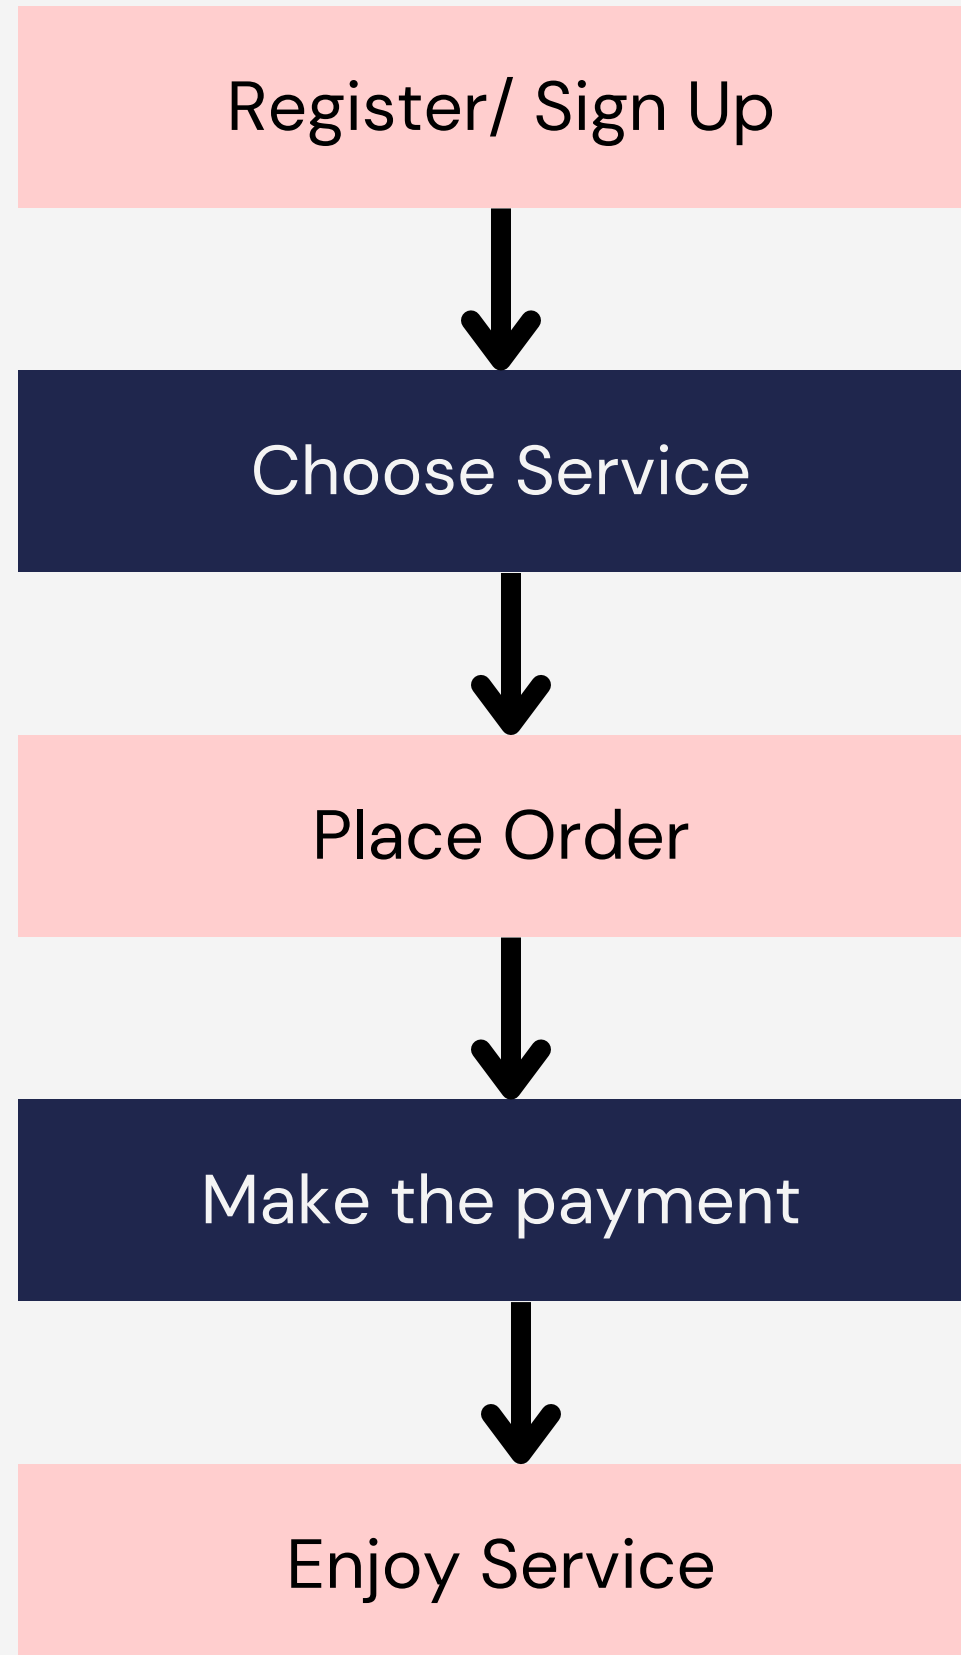 Register/ Sign Up
Choose Service
Place Order
Make the payment
Enjoy Service